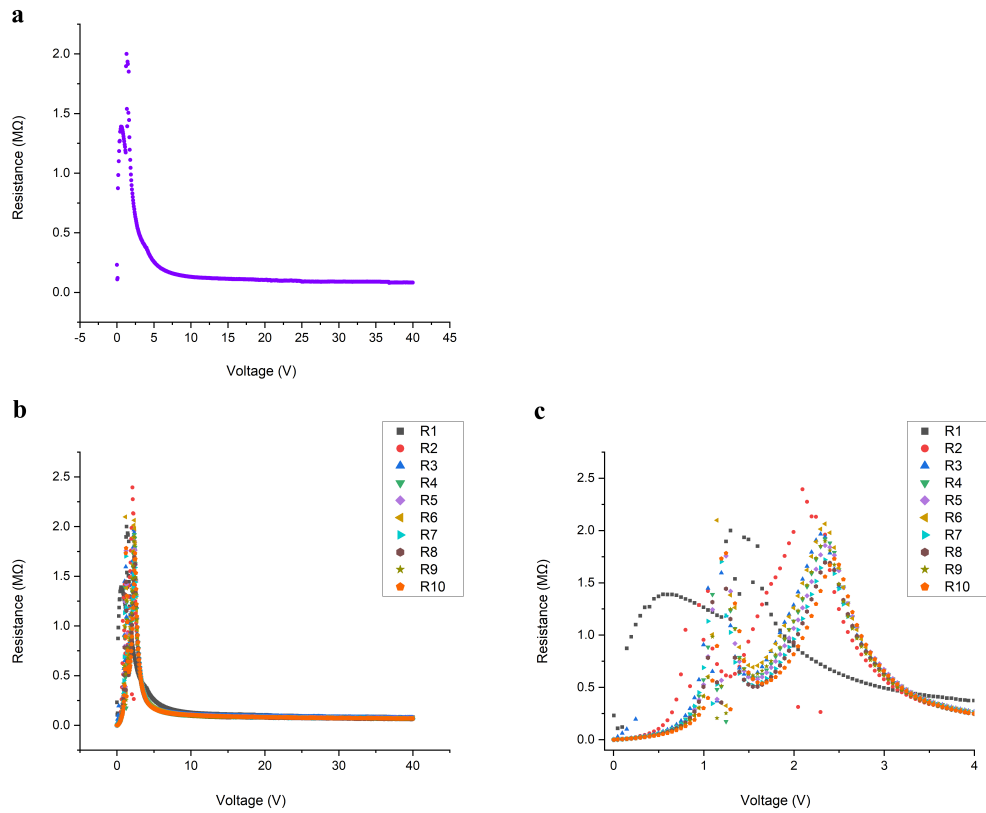 a
Resistance (MΩ)
2.0
1.5
1.0
0.5
0.0
-5 0 5 10 15 20 25 30 35 40 45
Voltage (V)
b
R1
R2
R3
R4
R5
R6
R7
R8
R9
R10
Resistance (MΩ)
2.5
2.0
1.5
1.0
0.5
0.0
0 10 20 30 40
Voltage (V)
c
R1
R2
R3
R4
R5
R6
R7
R8
R9
R10
Resistance (MΩ)
2.5
2.0
1.5
1.0
0.5
0.0
0 1 2 3 4
Voltage (V)